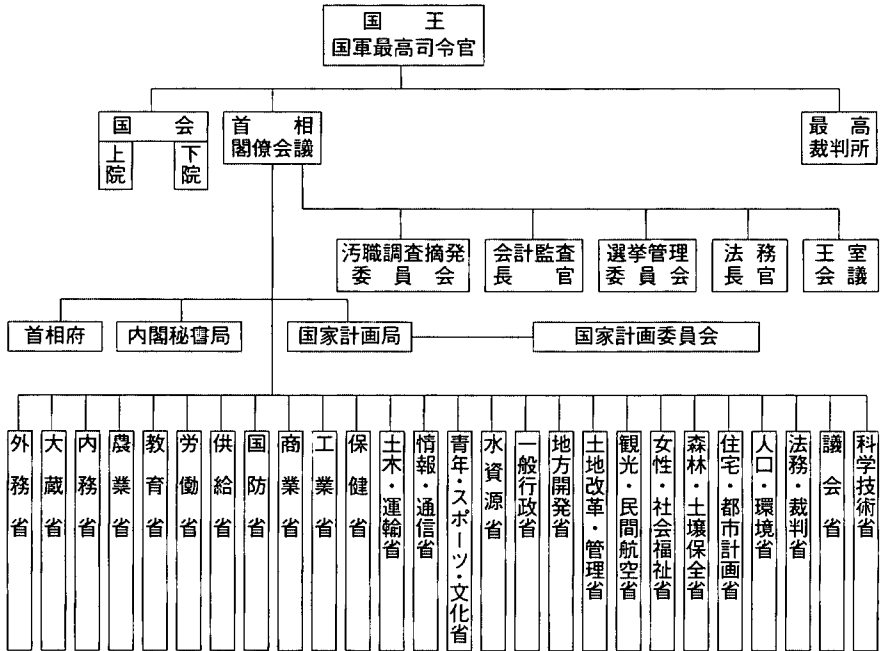 国王
国軍最高司令官
国会
上院
下院
首相
閣僚会議
最高
裁判所
汚職調査摘発
委員会
会計監査
長官
選挙管理
委員会
法務
長官
王室
会議
首相府
内閣秘書局
国家計画局
国家計画委員会
外務省
大蔵省
内務省
農業省
教育省
労働省
供給省
国防省
商業省
工業省
保健省
土木・運輸省
情報・通信省
青年・スポーツ・文化省
水資源省
一般行政省
地方開発省
土地改革・管理省
観光・民間航空省
女性・社会福祉省
森林・土壌保全省
住宅・都市計画省
人口・環境省
法務・裁判省
議会省
科学技術省